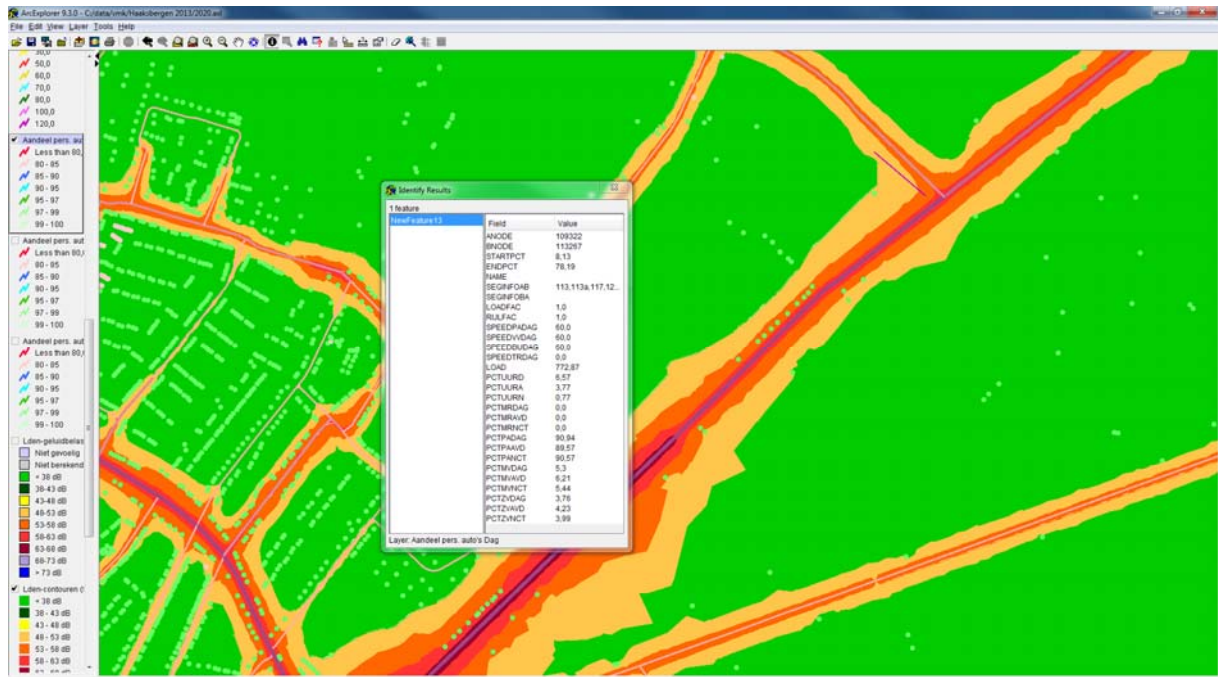 ArcExplorer 9.3.0 - C:/data/vmk/Haaksbergen 2013/2020.axl
File Edit View Layer Tools Help
30,0
50,0
60,0
70,0
80,0
100,0
120,0
Aandeel pers. aut
Less than 80,
80 - 85
85 - 90
90 - 95
95 - 97
97 - 99
99 - 100
Aandeel pers. aut
Less than 80,
80 - 85
85 - 90
90 - 95
95 - 97
97 - 99
99 - 100
Aandeel pers. aut
Less than 80,
80 - 85
85 - 90
90 - 95
95 - 97
97 - 99
99 - 100
Lden-geluidbelas
Niet gevoelig
Niet berekend
< 38 dB
38-43 dB
43-48 dB
48-53 dB
53-58 dB
58-63 dB
63-68 dB
68-73 dB
> 73 dB
Lden-contouren (
< 38 dB
38 - 43 dB
43 - 48 dB
48 - 53 dB
53 - 58 dB
58 - 63 dB
Identify Results
1 feature
NewFeature13
Field Value
ANODE 109322
BNODE 113267
STARTPCT 8,13
ENDPCT 78,19
NAME
SEGINFOAB 113,113a,117,12...
SEGINFOBA
LOADFAC 1,0
RIJLFAC 1,0
SPEEDPADAG 60,0
SPEEDVVDAG 60,0
SPEEDBUDAG 60,0
SPEEDTRDAG 0,0
LOAD 772,87
PCTUURD 6,57
PCTUURA 3,77
PCTUURN 0,77
PCTMRDAG 0,0
PCTMRAVD 0,0
PCTMRNCT 0,0
PCTPADAG 90,94
PCTPAAVD 89,57
PCTPANCT 90,57
PCTMVDAG 5,3
PCTMVAVD 6,21
PCTMVNCT 5,44
PCTZVDAG 3,76
PCTZVAVD 4,23
PCTZVNCT 3,99
Layer: Aandeel pers. auto's Dag